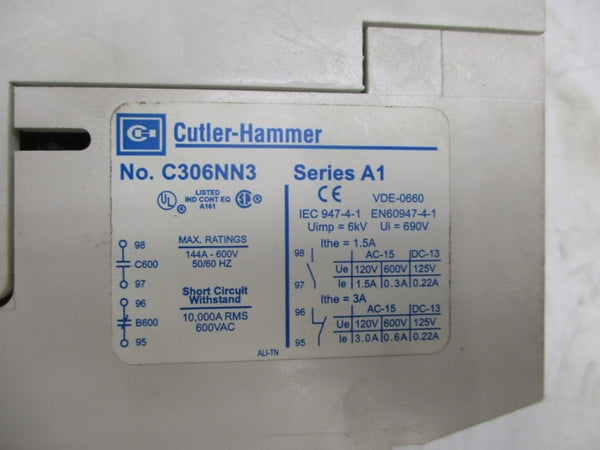 Cutler-Hammer
No. C306NN3
Series A1
UL LISTED SA
IND CONT EQ
A161
CE VDE-0660
IEC 947-4-1 EN60947-4-1
Uimp = 6kV Ui = 690V
98
C600
97
96
B600
95
MAX. RATINGS
144A - 600V
50/60 HZ
Short Circuit
Withstand
10,000A RMS
600VAC
ALI-TN
Ithe = 1.5A
98
97
AC-15 DC-13
Ue 120V 600V 125V
Ie 1.5A 0.3A 0.22A
Ithe = 3A
96
95
AC-15 DC-13
Ue 120V 600V 125V
Ie 3.0A 0.6A 0.22A